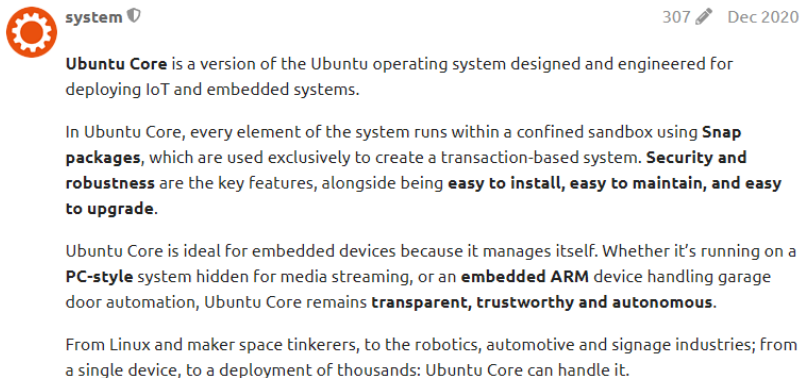 system 307 Dec 2020
Ubuntu Core is a version of the Ubuntu operating system designed and engineered for
deploying IoT and embedded systems.
In Ubuntu Core, every element of the system runs within a confined sandbox using Snap
packages, which are used exclusively to create a transaction-based system. Security and
robustness are the key features, alongside being easy to install, easy to maintain, and easy
to upgrade.
Ubuntu Core is ideal for embedded devices because it manages itself. Whether it’s running on a
PC-style system hidden for media streaming, or an embedded ARM device handling garage
door automation, Ubuntu Core remains transparent, trustworthy and autonomous.
From Linux and maker space tinkerers, to the robotics, automotive and signage industries; from
a single device, to a deployment of thousands: Ubuntu Core can handle it.